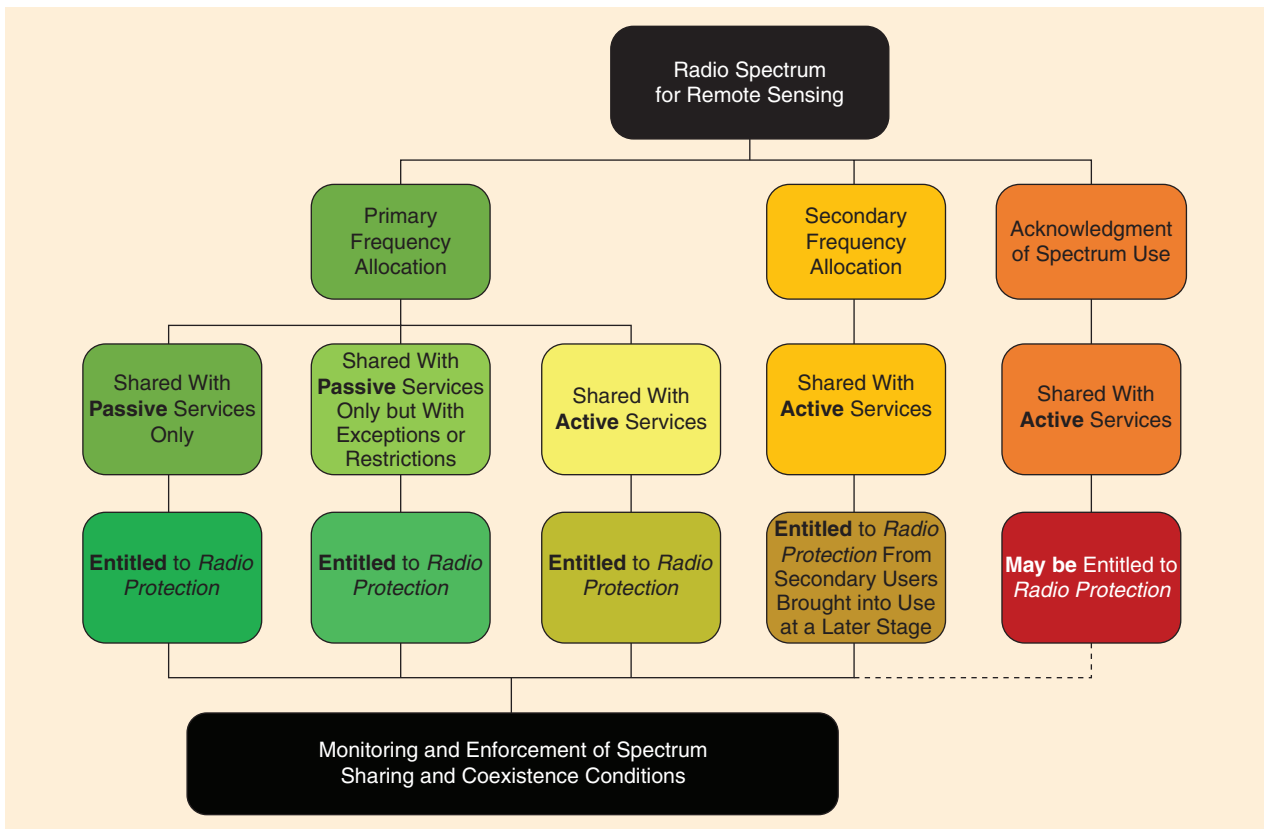 Radio Spectrum
for Remote Sensing
Primary
Frequency
Allocation
Secondary
Frequency
Allocation
Acknowledgment
of Spectrum Use
Shared With
Passive Services
Only
Shared With
Passive Services
Only but With
Exceptions or
Restrictions
Shared With
Active Services
Shared With
Active Services
Shared With
Active Services
Entitled to Radio
Protection
Entitled to Radio
Protection
Entitled to Radio
Protection
Entitled to Radio
Protection From
Secondary Users
Brought into Use
at a Later Stage
May be Entitled to
Radio Protection
Monitoring and Enforcement of Spectrum
Sharing and Coexistence Conditions